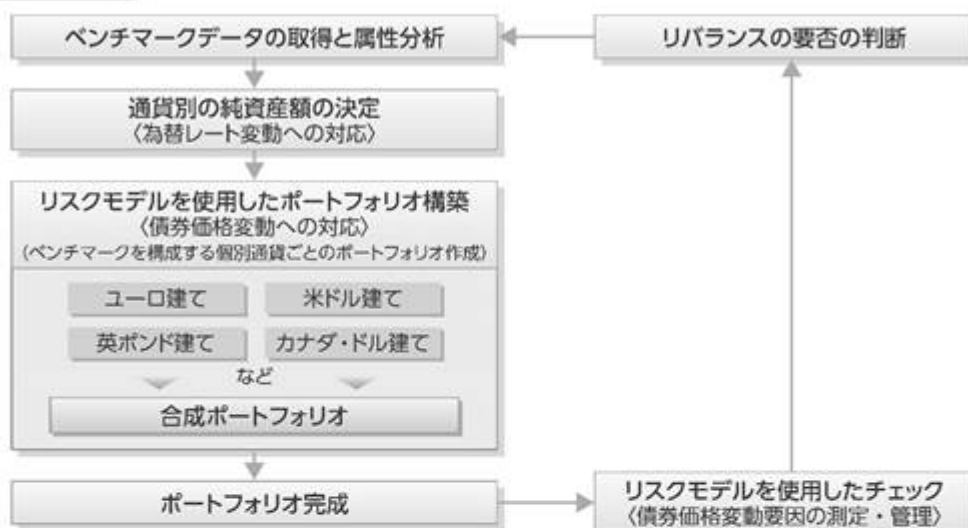 ベンチマークデータの取得と属性分析
リバランスの要否の判断
通貨別の純資産額の決定
〈為替レート変動への対応〉
リスクモデルを使用したポートフォリオ構築
〈債券価格変動への対応〉
(ベンチマークを構成する個別通貨ごとのポートフォリオ作成)
ユーロ建て
米ドル建て
英ポンド建て
カナダ・ドル建て
など
合成ポートフォリオ
ポートフォリオ完成
リスクモデルを使用したチェック
〈債券価格変動要因の測定・管理〉